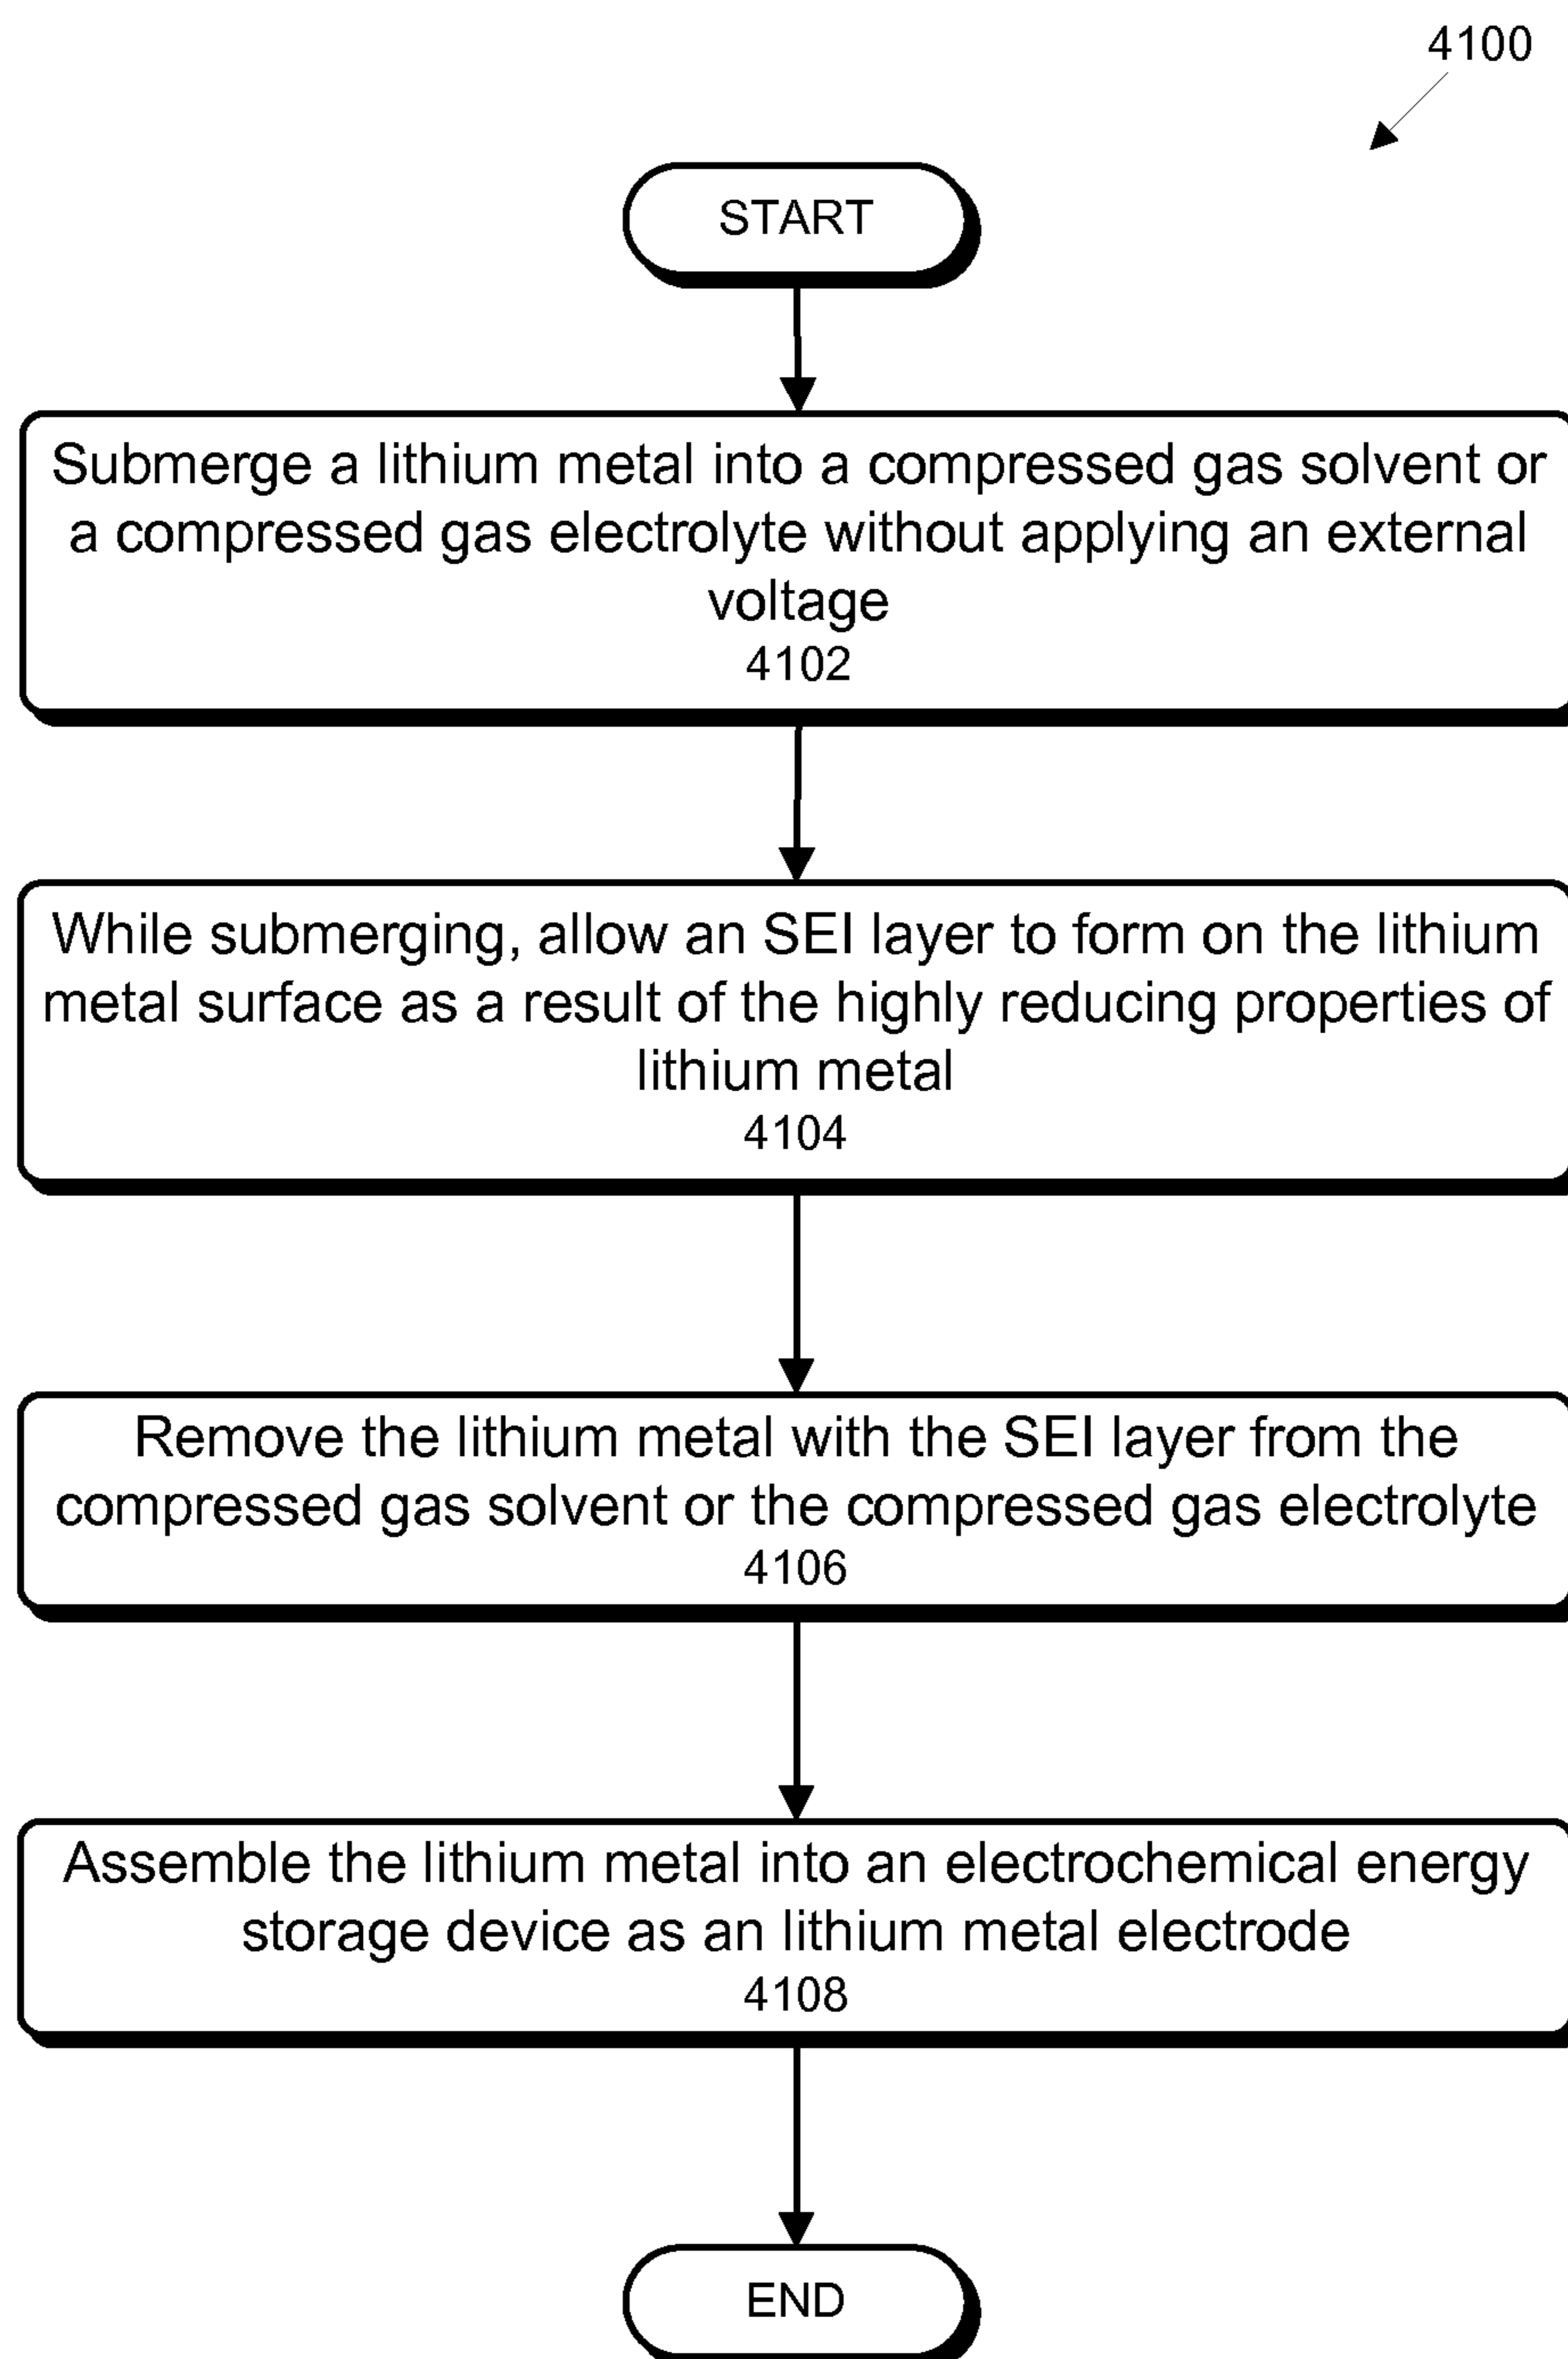 4100
START
Submerge a lithium metal into a compressed gas solvent or
a compressed gas electrolyte without applying an external
voltage
4102
While submerging, allow an SEI layer to form on the lithium
metal surface as a result of the highly reducing properties of
lithium metal
4104
Remove the lithium metal with the SEI layer from the
compressed gas solvent or the compressed gas electrolyte
4106
Assemble the lithium metal into an electrochemical energy
storage device as an lithium metal electrode
4108
END